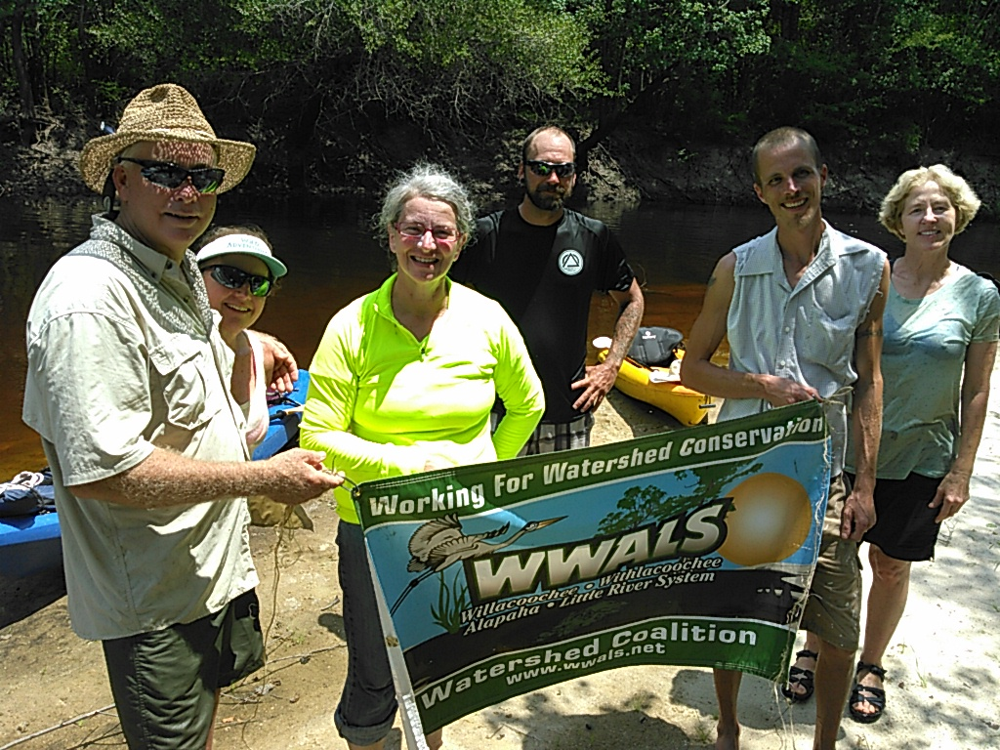 Working For Watershed Conservation
WWALS
Willacoochee • Withlacoochee
Alapaha • Little River System
Watershed Coalition
www.wwals.net